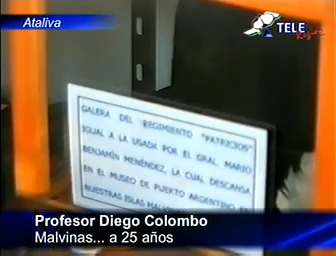 Ataliva
TELE
Región
GALERA DEL REGIMIENTO "PATRICIOS"
IGUAL A LA USADA POR EL GRAL. MARIO
BENJAMÍN MENÉNDEZ, LA CUAL DESCANSA
EN EL MUSEO DE PUERTO ARGENTINO EN
NUESTRAS ISLAS
Profesor Diego Colombo
Malvinas... a 25 años